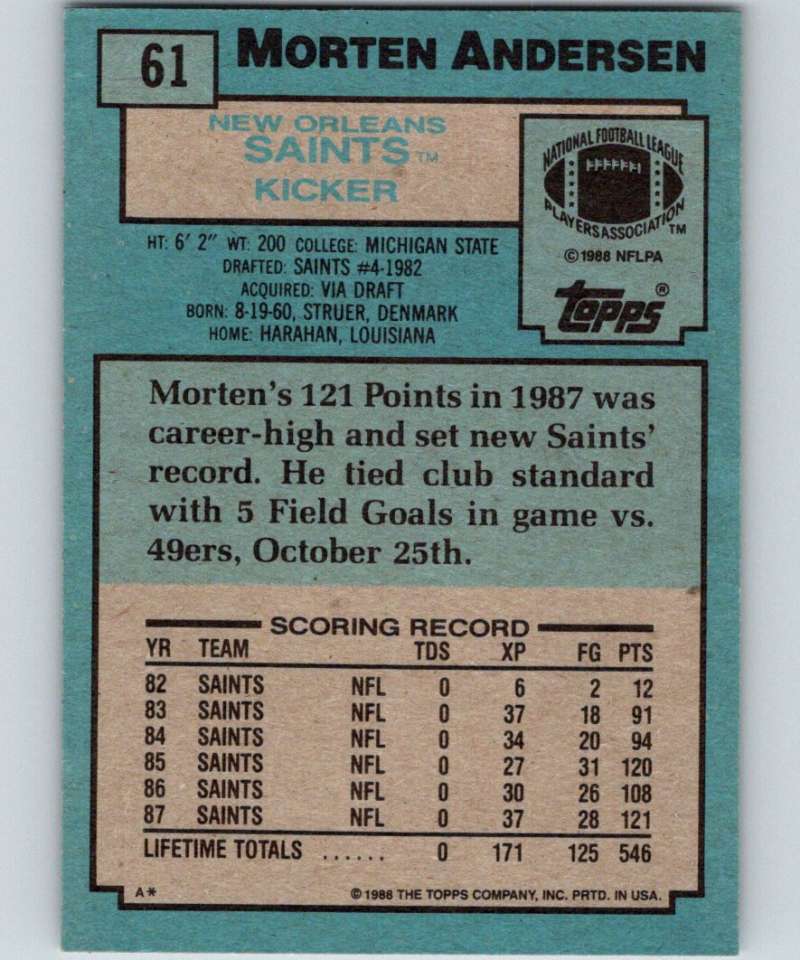 61
MORTEN ANDERSEN
NEW ORLEANS
SAINTS™
KICKER
NATIONAL FOOTBALL LEAGUE
PLAYERS ASSOCIATION™
©1988 NFLPA
Topps®
HT: 6' 2" WT: 200 COLLEGE: MICHIGAN STATE
DRAFTED: SAINTS #4-1982
ACQUIRED: VIA DRAFT
BORN: 8-19-60, STRUER, DENMARK
HOME: HARAHAN, LOUISIANA
Morten's 121 Points in 1987 was
career-high and set new Saints'
record. He tied club standard
with 5 Field Goals in game vs.
49ers, October 25th.
SCORING RECORD
YR TEAM TDS XP FG PTS
82 SAINTS NFL 0 6 2 12
83 SAINTS NFL 0 37 18 91
84 SAINTS NFL 0 34 20 94
85 SAINTS NFL 0 27 31 120
86 SAINTS NFL 0 30 26 108
87 SAINTS NFL 0 37 28 121
LIFETIME TOTALS ...... 0 171 125 546
A* ©1988 THE TOPPS COMPANY, INC. PRTD. IN USA.